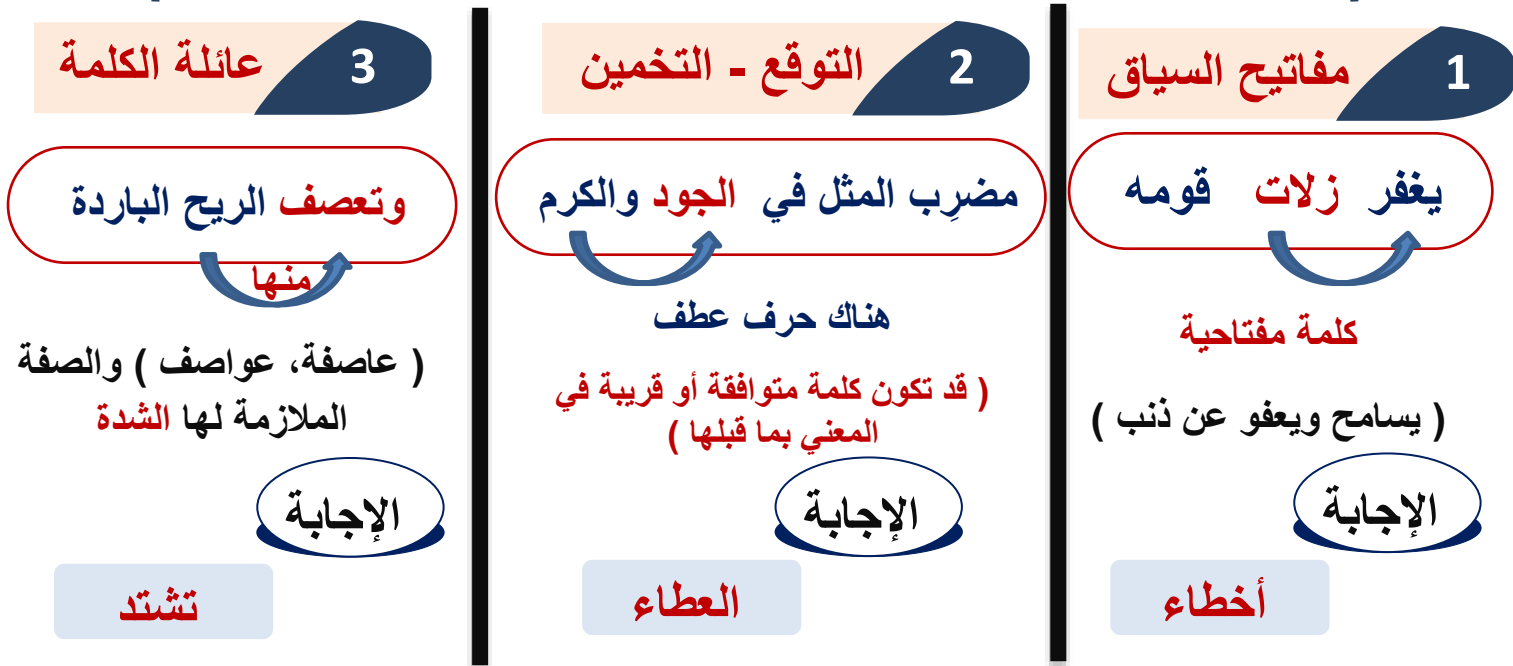 1 مفاتيح السياق
يغفر زلات قومه
كلمة مفتاحية
( يسامح ويعفو عن ذنب )
الإجابة
أخطاء
2 التوقع - التخمين
مضرِب المثل في الجود والكرم
هناك حرف عطف
( قد تكون كلمة متوافقة أو قريبة في
المعني بما قبلها )
الإجابة
العطاء
3 عائلة الكلمة
وتعصف الريح الباردة
منها
( عاصفة، عواصف ) والصفة
الملازمة لها الشدة
الإجابة
تشتد